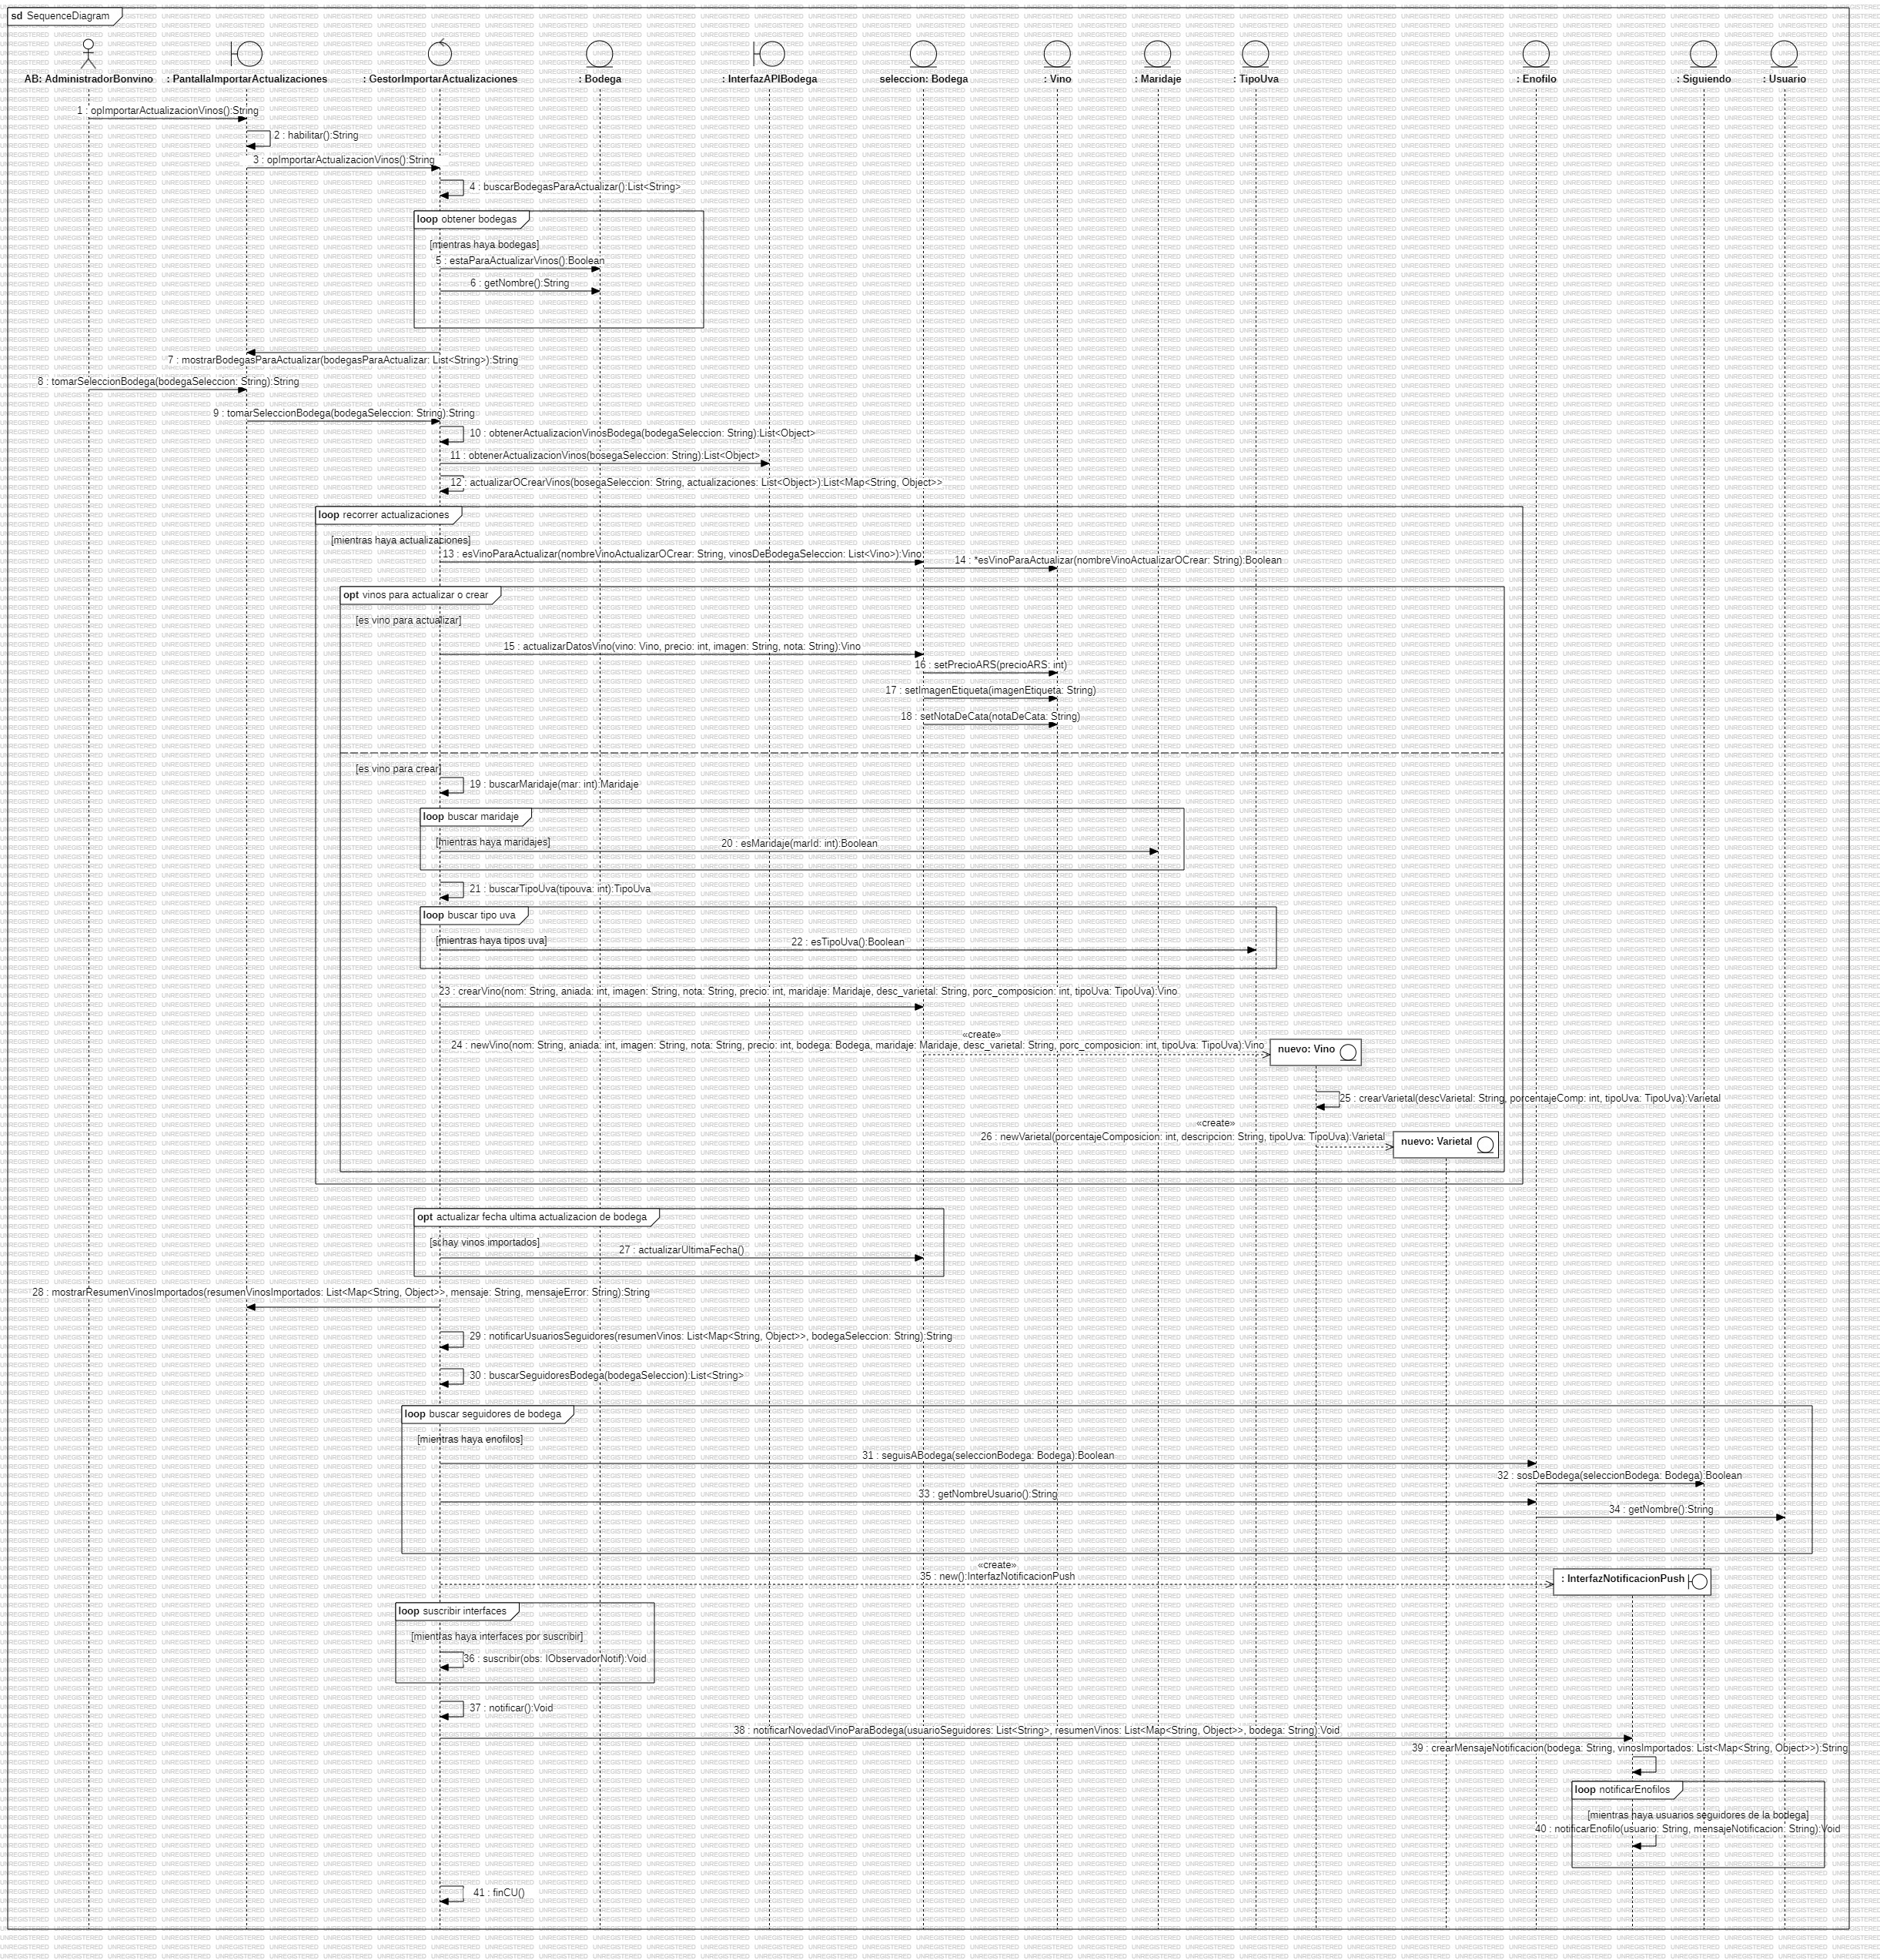 sd SequenceDiagram
AB: AdministradorBonvino
: PantallaImportarActualizaciones
: GestorImportarActualizaciones
: Bodega
: InterfazAPIBodega
seleccion: Bodega
: Vino
: Maridaje
: TipoUva
: Enofilo
: Siguiendo
: Usuario
1 : opImportarActualizacionVinos():String
2 : habilitar():String
3 : opImportarActualizacionVinos():String
4 : buscarBodegasParaActualizar():List<String>
loop obtener bodegas
[mientras haya bodegas]
5 : estaParaActualizarVinos():Boolean
6 : getNombre():String
7 : mostrarBodegasParaActualizar(bodegasParaActualizar: List<String>):String
8 : tomarSeleccionBodega(bodegaSeleccion: String):String
9 : tomarSeleccionBodega(bodegaSeleccion: String):String
10 : obtenerActualizacionVinosBodega(bodegaSeleccion: String):List<Object>
11 : obtenerActualizacionVinos(bosegaSeleccion: String):List<Object>
12 : actualizarOCrearVinos(bosegaSeleccion: String, actualizaciones: List<Object>):List<Map<String, Object>>
loop recorrer actualizaciones
[mientras haya actualizaciones]
13 : esVinoParaActualizar(nombreVinoActualizarOCrear: String, vinosDeBodegaSeleccion: List<Vino>):Vino
14 : *esVinoParaActualizar(nombreVinoActualizarOCrear: String):Boolean
opt vinos para actualizar o crear
[es vino para actualizar]
15 : actualizarDatosVino(vino: Vino, precio: int, imagen: String, nota: String):Vino
16 : setPrecioARS(precioARS: int)
17 : setImagenEtiqueta(imagenEtiqueta: String)
18 : setNotaDeCata(notaDeCata: String)
[es vino para crear]
19 : buscarMaridaje(mar: int):Maridaje
loop buscar maridaje
[mientras haya maridajes]
20 : esMaridaje(marId: int):Boolean
21 : buscarTipoUva(tipouva: int):TipoUva
loop buscar tipo uva
[mientras haya tipos uva]
22 : esTipoUva():Boolean
23 : crearVino(nom: String, aniada: int, imagen: String, nota: String, precio: int, maridaje: Maridaje, desc_varietal: String, porc_composicion: int, tipoUva: TipoUva):Vino
«create»
24 : newVino(nom: String, aniada: int, imagen: String, nota: String, precio: int, bodega: Bodega, maridaje: Maridaje, desc_varietal: String, porc_composicion: int, tipoUva: TipoUva):Vino
nuevo: Vino
25 : crearVarietal(descVarietal: String, porcentajeComp: int, tipoUva: TipoUva):Varietal
«create»
26 : newVarietal(porcentajeComposicion: int, descripcion: String, tipoUva: TipoUva):Varietal
nuevo: Varietal
opt actualizar fecha ultima actualizacion de bodega
[si hay vinos importados]
27 : actualizarUltimaFecha()
28 : mostrarResumenVinosImportados(resumenVinosImportados: List<Map<String, Object>>, mensaje: String, mensajeError: String):String
29 : notificarUsuariosSeguidores(resumenVinos: List<Map<String, Object>>, bodegaSeleccion: String):String
30 : buscarSeguidoresBodega(bodegaSeleccion):List<String>
loop buscar seguidores de bodega
[mientras haya enofilos]
31 : seguisABodega(seleccionBodega: Bodega):Boolean
32 : sosDeBodega(seleccionBodega: Bodega):Boolean
33 : getNombreUsuario():String
34 : getNombre():String
«create»
35 : new():InterfazNotificacionPush
: InterfazNotificacionPush
loop suscribir interfaces
[mientras haya interfaces por suscribir]
36 : suscribir(obs: IObservadorNotif):Void
37 : notificar():Void
38 : notificarNovedadVinoParaBodega(usuarioSeguidores: List<String>, resumenVinos: List<Map<String, Object>>, bodega: String):Void
39 : crearMensajeNotificacion(bodega: String, vinosImportados: List<Map<String, Object>>):String
loop notificarEnofilos
[mientras haya usuarios seguidores de la bodega]
40 : notificarEnofilo(usuario: String, mensajeNotificacion: String):Void
41 : finCU()